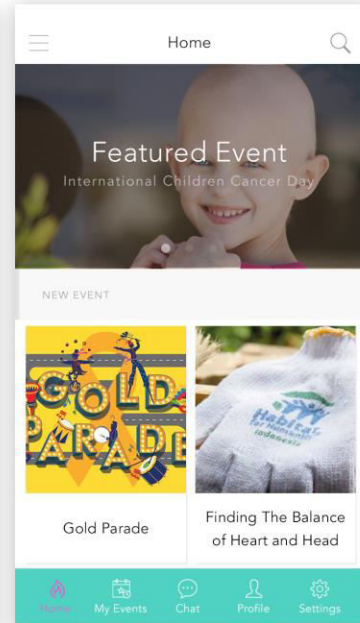 Home
Featured Event
International Children Cancer Day
NEW EVENT
GOLD
PARADE
Habitat
for Humanity
indonesia
Gold Parade
Finding The Balance
of Heart and Head
Home
My Events
Chat
Profile
Settings